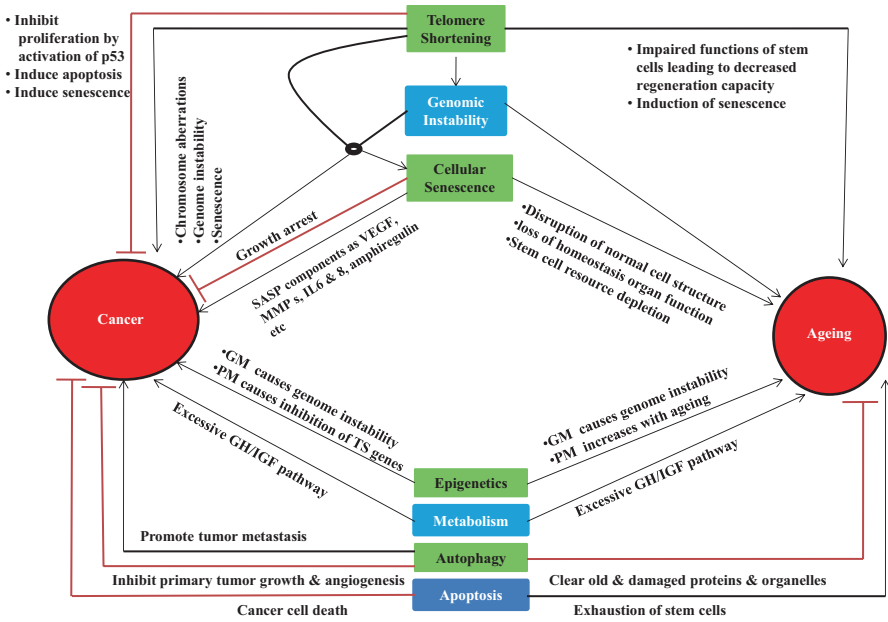 • Inhibit
proliferation by
activation of p53
• Induce apoptosis
• Induce senescence
Telomere
Shortening
• Impaired functions of stem
cells leading to decreased
regeneration capacity
• Induction of senescence
Genomic
Instability
•Chromosome aberrations
•Genome instability
•Senescence
Cellular
Senescence
Growth arrest
SASP components as VEGF,
MMP s, IL6 & 8, amphiregulin
etc
•Disruption of normal cell structure
•loss of homeostasis organ function
•Stem cell resource depletion
Cancer
Ageing
•GM causes genome instability
•PM causes inhibition of TS genes
Excessive GH/IGF pathway
•GM causes genome instability
•PM increases with ageing
Excessive GH/IGF pathway
Epigenetics
Metabolism
Promote tumor metastasis
Autophagy
Inhibit primary tumor growth & angiogenesis
Clear old & damaged proteins & organelles
Apoptosis
Cancer cell death
Exhaustion of stem cells